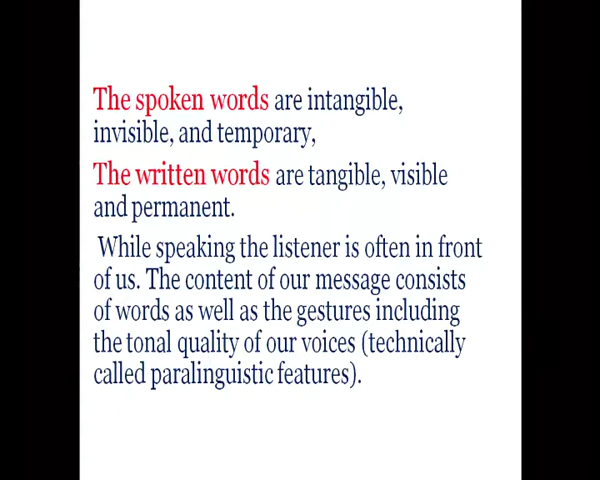 The spoken words are intangible,
invisible, and temporary,
The written words are tangible, visible
and permanent.
While speaking the listener is often in front
of us. The content of our message consists
of words as well as the gestures including
the tonal quality of our voices (technically
called paralinguistic features).